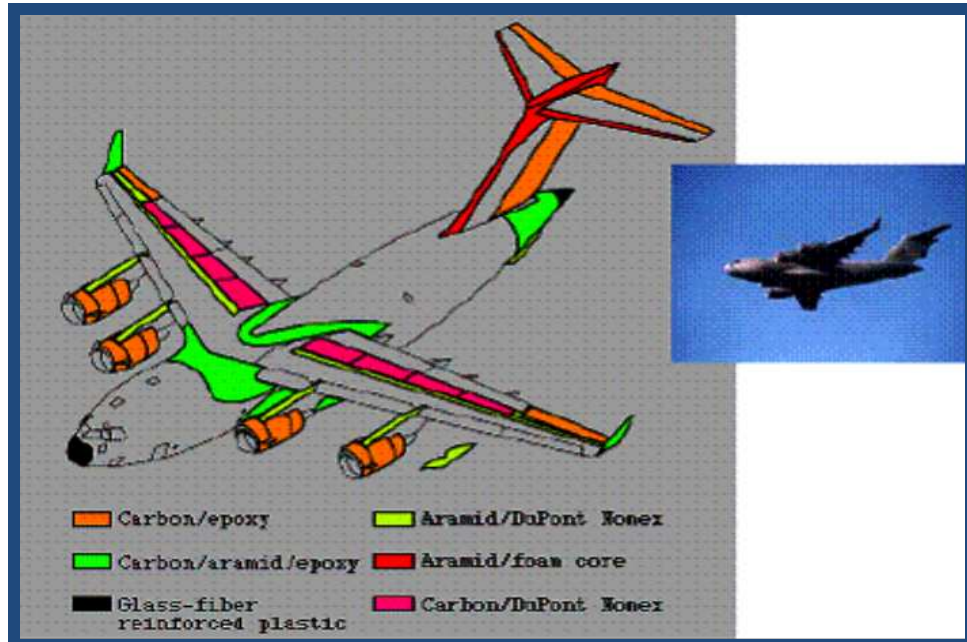 Carbon/epoxy
Carbon/aramid/epoxy
Glass-fiber
reinforced plastic
Aramid/DuPont Nomex
Aramid/foam core
Carbon/DuPont Nomex